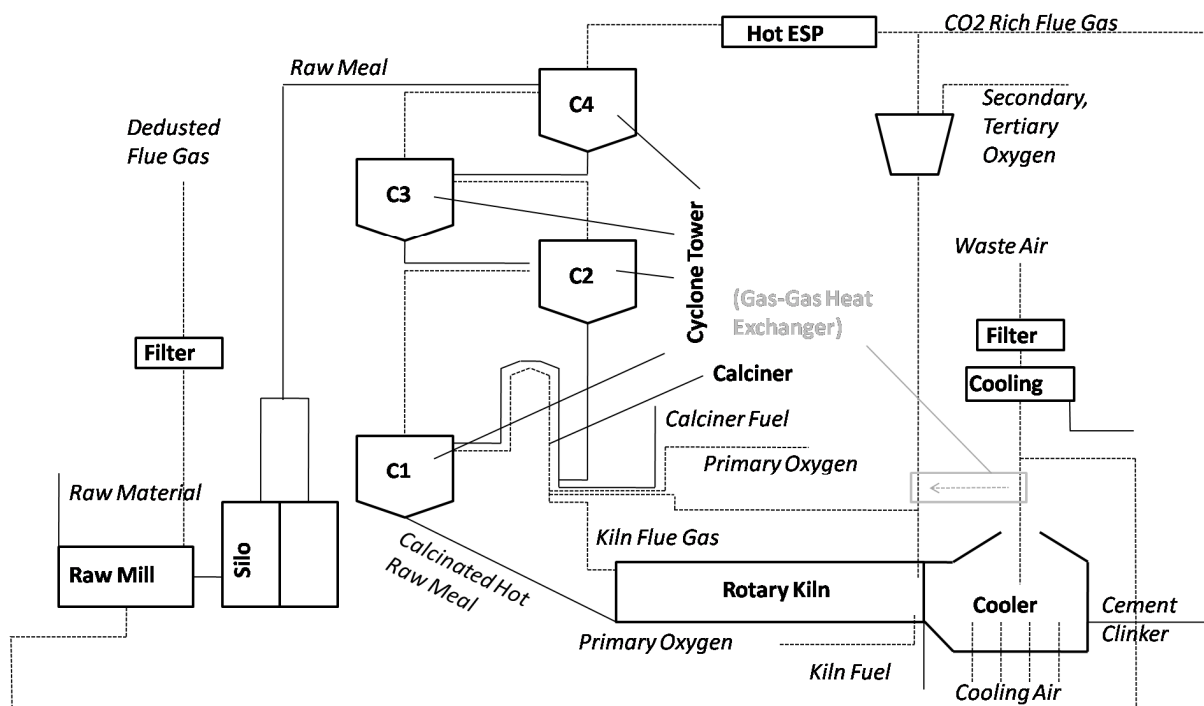 Hot ESP
CO2 Rich Flue Gas
Raw Meal
C4
Secondary,
Tertiary
Oxygen
Dedusted
Flue Gas
C3
Cyclone Tower
C2
Waste Air
(Gas-Gas Heat
Exchanger)
Filter
Filter
Calciner
Cooling
Calciner Fuel
C1
Primary Oxygen
Raw Material
Kiln Flue Gas
Silo
Raw Mill
Calcinated Hot
Raw Meal
Rotary Kiln
Cooler
Cement
Clinker
Primary Oxygen
Kiln Fuel
Cooling Air